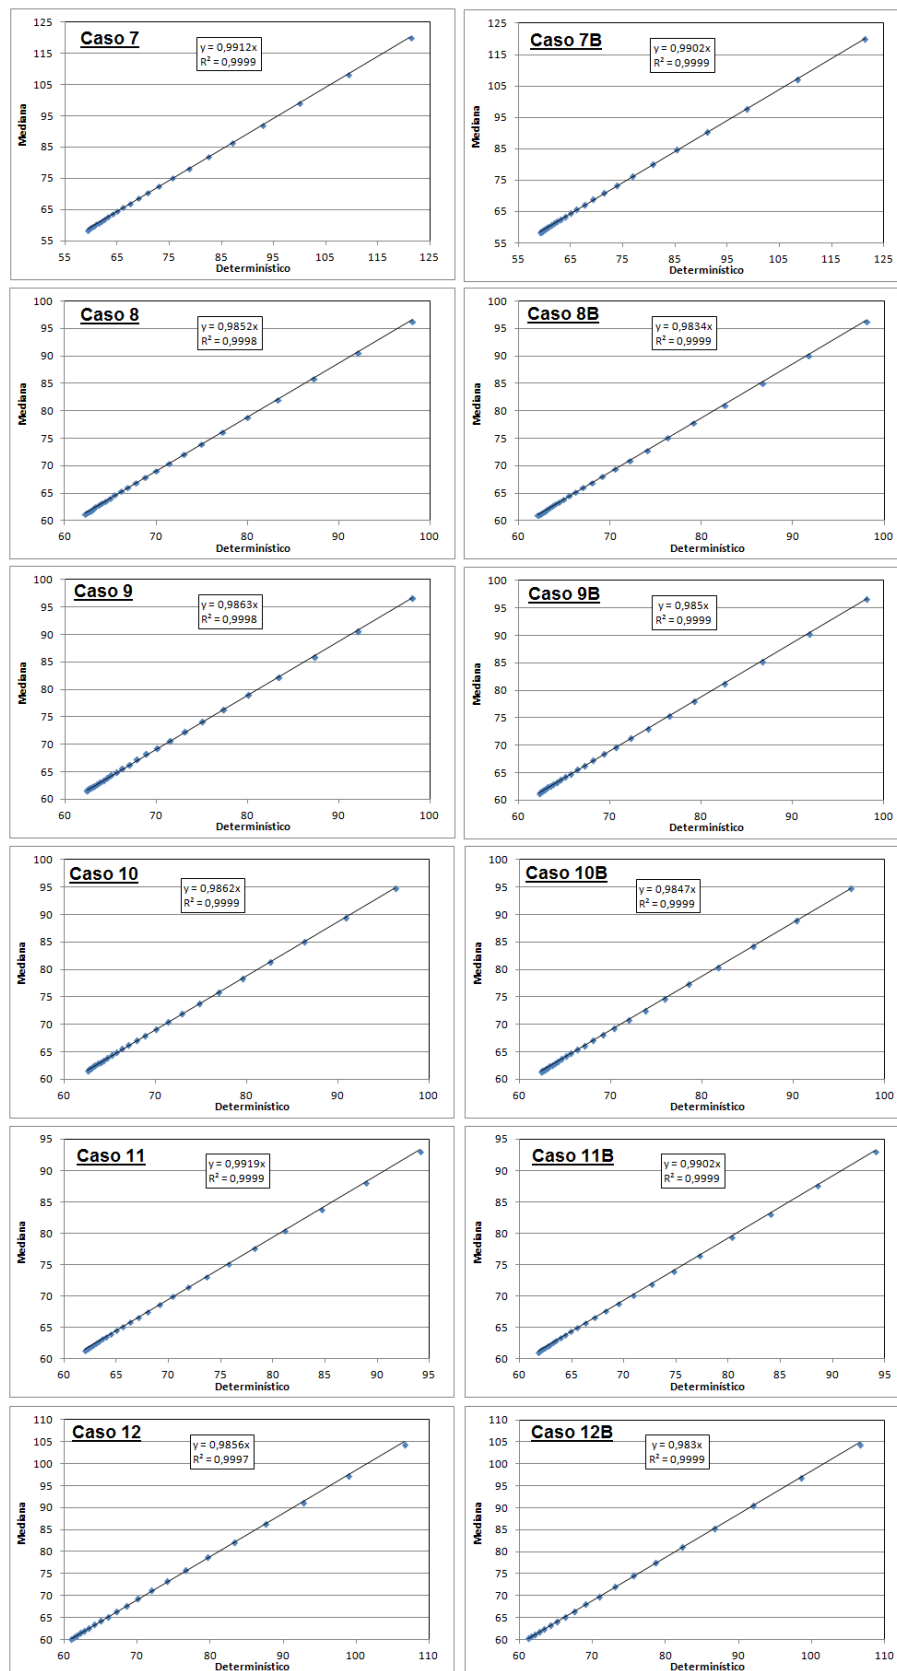 Caso 7
y = 0,9912x
R² = 0,9999
125
115
105
95
85
75
65
55
Mediana
55 65 75 85 95 105 115 125
Determinístico
Caso 7B
y = 0,9902x
R² = 0,9999
125
115
105
95
85
75
65
55
Mediana
55 65 75 85 95 105 115 125
Determinístico
Caso 8
y = 0,9852x
R² = 0,9998
100
95
90
85
80
75
70
65
60
Mediana
60 70 80 90 100
Determinístico
Caso 8B
y = 0,9834x
R² = 0,9999
100
95
90
85
80
75
70
65
60
Mediana
60 70 80 90 100
Determinístico
Caso 9
y = 0,9863x
R² = 0,9998
100
95
90
85
80
75
70
65
60
Mediana
60 70 80 90 100
Determinístico
Caso 9B
y = 0,985x
R² = 0,9999
100
95
90
85
80
75
70
65
60
Mediana
60 70 80 90 100
Determinístico
Caso 10
y = 0,9862x
R² = 0,9999
100
95
90
85
80
75
70
65
60
Mediana
60 70 80 90 100
Determinístico
Caso 10B
y = 0,9847x
R² = 0,9999
100
95
90
85
80
75
70
65
60
Mediana
60 70 80 90 100
Determinístico
Caso 11
y = 0,9919x
R² = 0,9999
95
90
85
80
75
70
65
60
Mediana
60 65 70 75 80 85 90 95
Determinístico
Caso 11B
y = 0,9902x
R² = 0,9999
95
90
85
80
75
70
65
60
Mediana
60 65 70 75 80 85 90 95
Determinístico
Caso 12
y = 0,9856x
R² = 0,9997
110
105
100
95
90
85
80
75
70
65
60
Mediana
60 70 80 90 100 110
Determinístico
Caso 12B
y = 0,983x
R² = 0,9999
110
105
100
95
90
85
80
75
70
65
60
Mediana
60 70 80 90 100 110
Determinístico